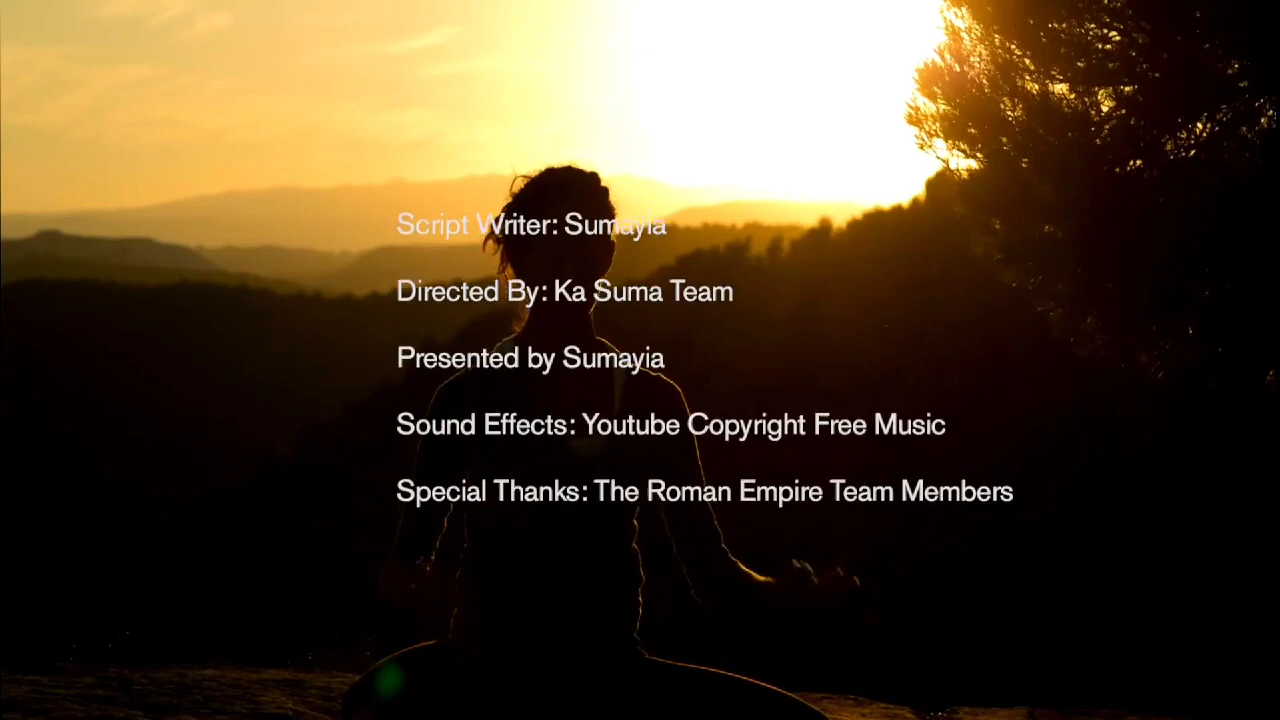 Script Writer: Sumayia
Directed By: Ka Suma Team
Presented by Sumayia
Sound Effects: Youtube Copyright Free Music
Special Thanks: The Roman Empire Team Members